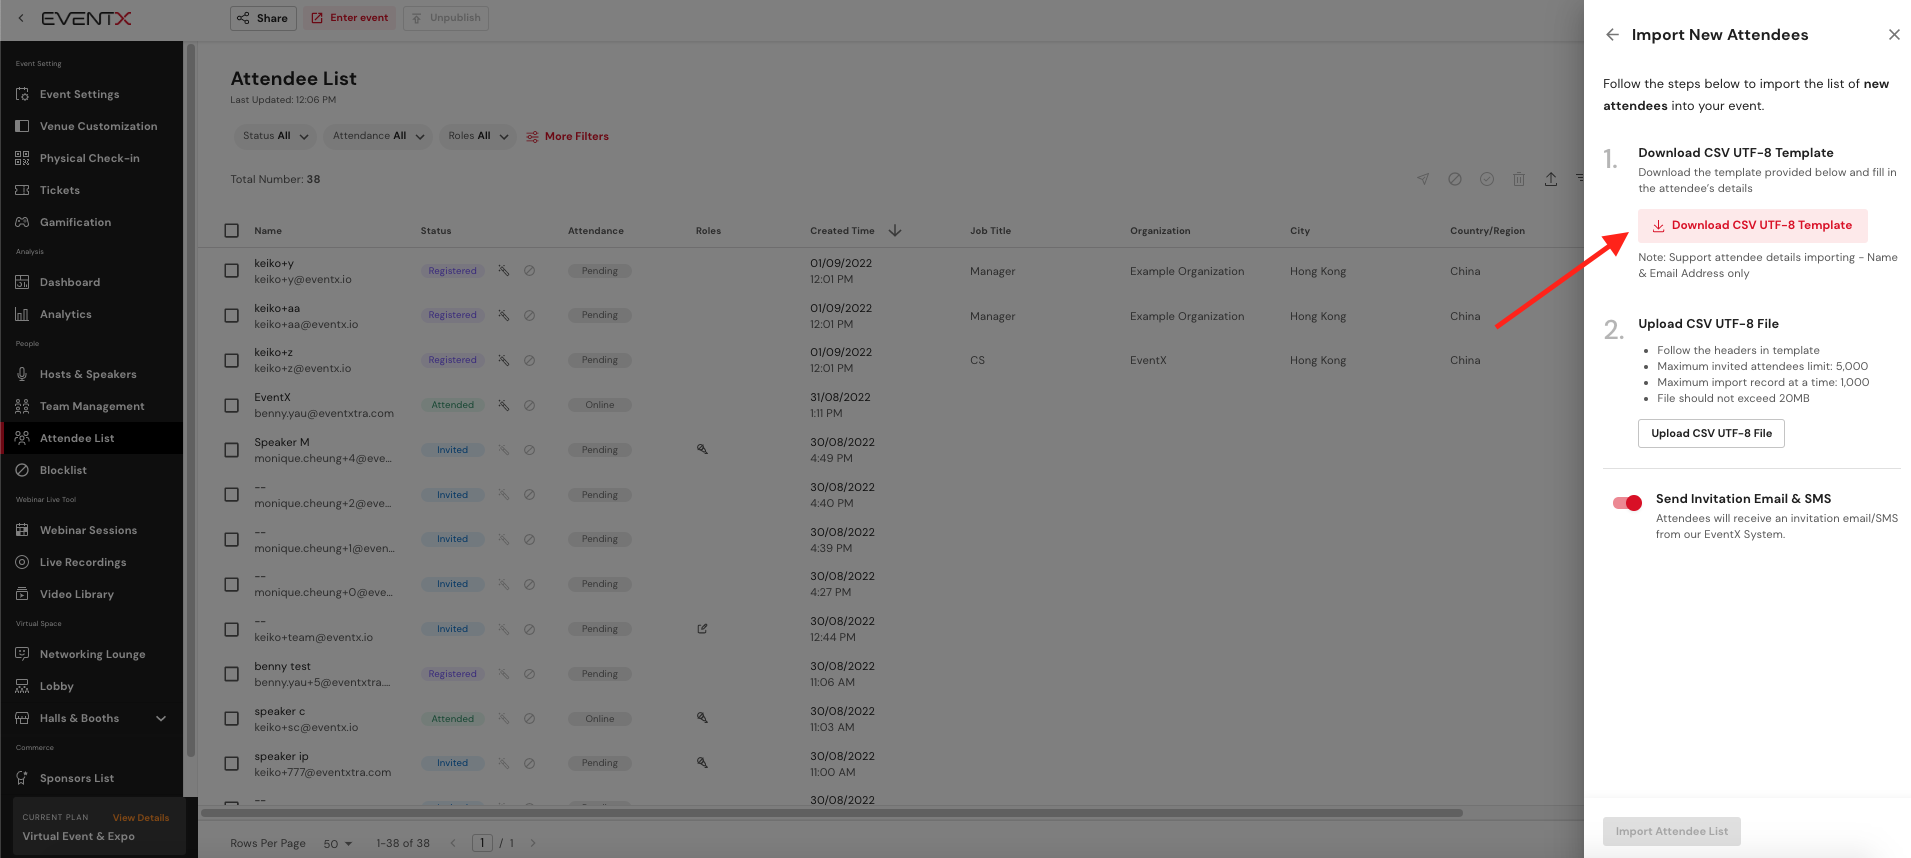 EVENTX
Share
Enter event
Unpublish
Event Setting
Event Settings
Venue Customization
Physical Check-in
Tickets
Gamification
Analysis
Dashboard
Analytics
People
Hosts & Speakers
Team Management
Attendee List
Blocklist
Webinar Live Tool
Webinar Sessions
Live Recordings
Video Library
Virtual Space
Networking Lounge
Lobby
Halls & Booths
Commerce
Sponsors List
CURRENT PLAN View Details
Virtual Event & Expo
Attendee List
Last Updated: 12:06 PM
Status All Attendance All Roles All More Filters
Total Number: 38
Name Status Attendance Roles Created Time Job Title Organization City Country/Region
keiko+y Registered Pending 01/09/2022 Manager Example Organization Hong Kong China
keiko+y@eventx.io 12:01 PM
keiko+aa Registered Pending 01/09/2022 Manager Example Organization Hong Kong China
keiko+aa@eventx.io 12:01 PM
keiko+z Registered Pending 01/09/2022 CS EventX Hong Kong China
keiko+z@eventx.io 12:01 PM
EventX Attended Online 31/08/2022
benny.yau@eventxtra.com 1:11 PM
Speaker M Invited Pending 30/08/2022
monique.cheung+4@eve... 4:49 PM
-- Invited Pending 30/08/2022
monique.cheung+2@eve... 4:40 PM
-- Invited Pending 30/08/2022
monique.cheung+1@even... 4:39 PM
-- Invited Pending 30/08/2022
monique.cheung+0@eve... 4:27 PM
-- Invited Pending 30/08/2022
keiko+team@eventx.io 12:44 PM
benny test Registered Pending 30/08/2022
benny.yau+5@eventxtra.... 11:06 AM
speaker c Attended Online 30/08/2022
keiko+sc@eventx.io 11:03 AM
speaker ip Invited Pending 30/08/2022
keiko+777@eventxtra.com 11:00 AM
-- 30/08/2022
Rows Per Page 50 1-38 of 38 1 / 1
Import New Attendees
Follow the steps below to import the list of new
attendees into your event.
1. Download CSV UTF-8 Template
Download the template provided below and fill in
the attendee's details
Download CSV UTF-8 Template
Note: Support attendee details importing - Name
& Email Address only
2. Upload CSV UTF-8 File
• Follow the headers in template
• Maximum invited attendees limit: 5,000
• Maximum import record at a time: 1,000
• File should not exceed 20MB
Upload CSV UTF-8 File
Send Invitation Email & SMS
Attendees will receive an invitation email/SMS
from our EventX System.
Import Attendee List